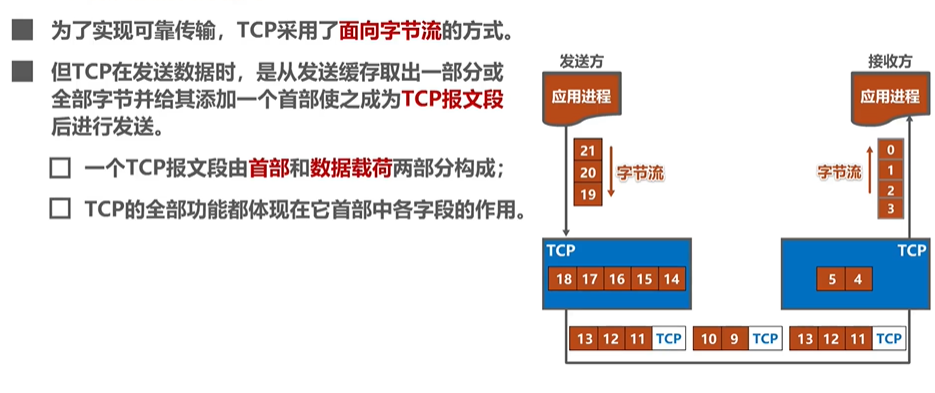 为了实现可靠传输，TCP采用了面向字节流的方式。
但TCP在发送数据时，是从发送缓存取出一部分或
全部字节并给其添加一个首部使之成为TCP报文段
后进行发送。
一个TCP报文段由首部和数据载荷两部分构成；
TCP的全部功能都体现在它首部中各字段的作用。
发送方
接收方
应用进程
应用进程
21
20
19
字节流
字节流
0
1
2
3
TCP
TCP
18 17 16 15 14
5 4
13 12 11 TCP
10 9 TCP
13 12 11 TCP